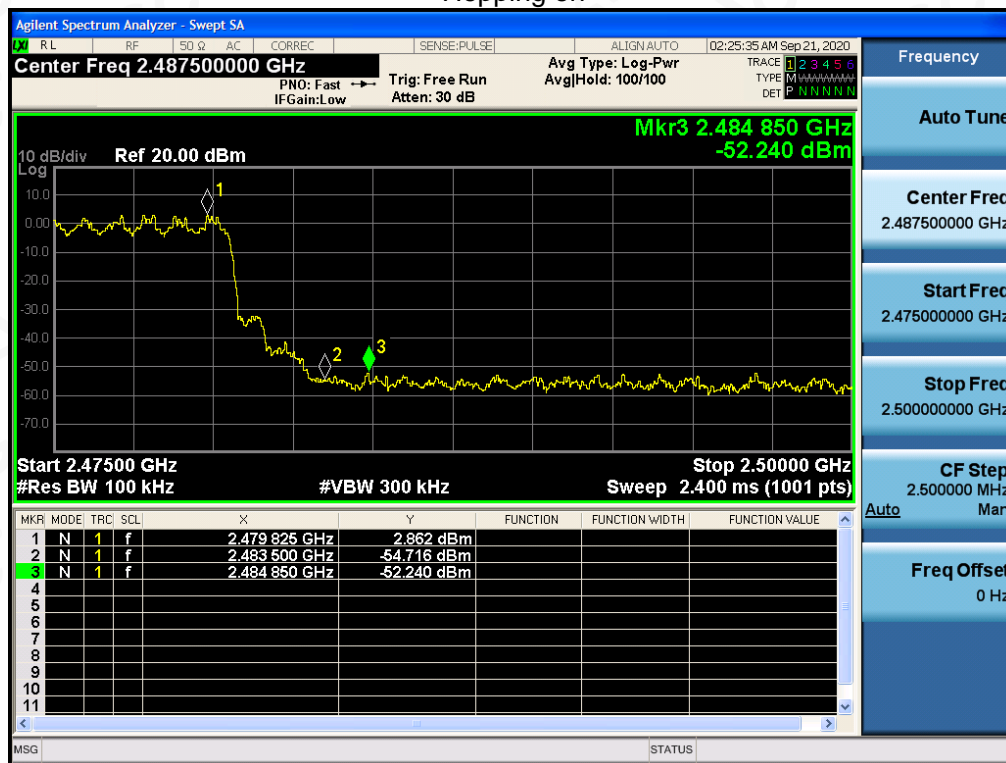 Hopping on
Agilent Spectrum Analyzer - Swept SA
LXI RL RF 50 Ω AC CORREC SENSE:PULSE ALIGN AUTO 02:25:35 AM Sep 21, 2020
Center Freq 2.487500000 GHz
PNO: Fast
IFGain:Low
Trig: Free Run
Atten: 30 dB
Avg Type: Log-Pwr
Avg|Hold: 100/100
TRACE 1 2 3 4 5 6
TYPE M
DET P N N N N N
Mkr3 2.484 850 GHz
-52.240 dBm
10 dB/div Ref 20.00 dBm
Log
10.0
0.00
-10.0
-20.0
-30.0
-40.0
-50.0
-60.0
-70.0
1
2
3
Start 2.47500 GHz Stop 2.50000 GHz
#Res BW 100 kHz #VBW 300 kHz Sweep 2.400 ms (1001 pts)
MKR MODE TRC SCL X Y FUNCTION FUNCTION WIDTH FUNCTION VALUE
1 N 1 f 2.479 825 GHz 2.862 dBm
2 N 1 f 2.483 500 GHz -54.716 dBm
3 N 1 f 2.484 850 GHz -52.240 dBm
4
5
6
7
8
9
10
11
MSG STATUS
Frequency
Auto Tune
Center Freq
2.487500000 GHz
Start Freq
2.475000000 GHz
Stop Freq
2.500000000 GHz
CF Step
2.500000 MHz
Auto Man
Freq Offset
0 Hz